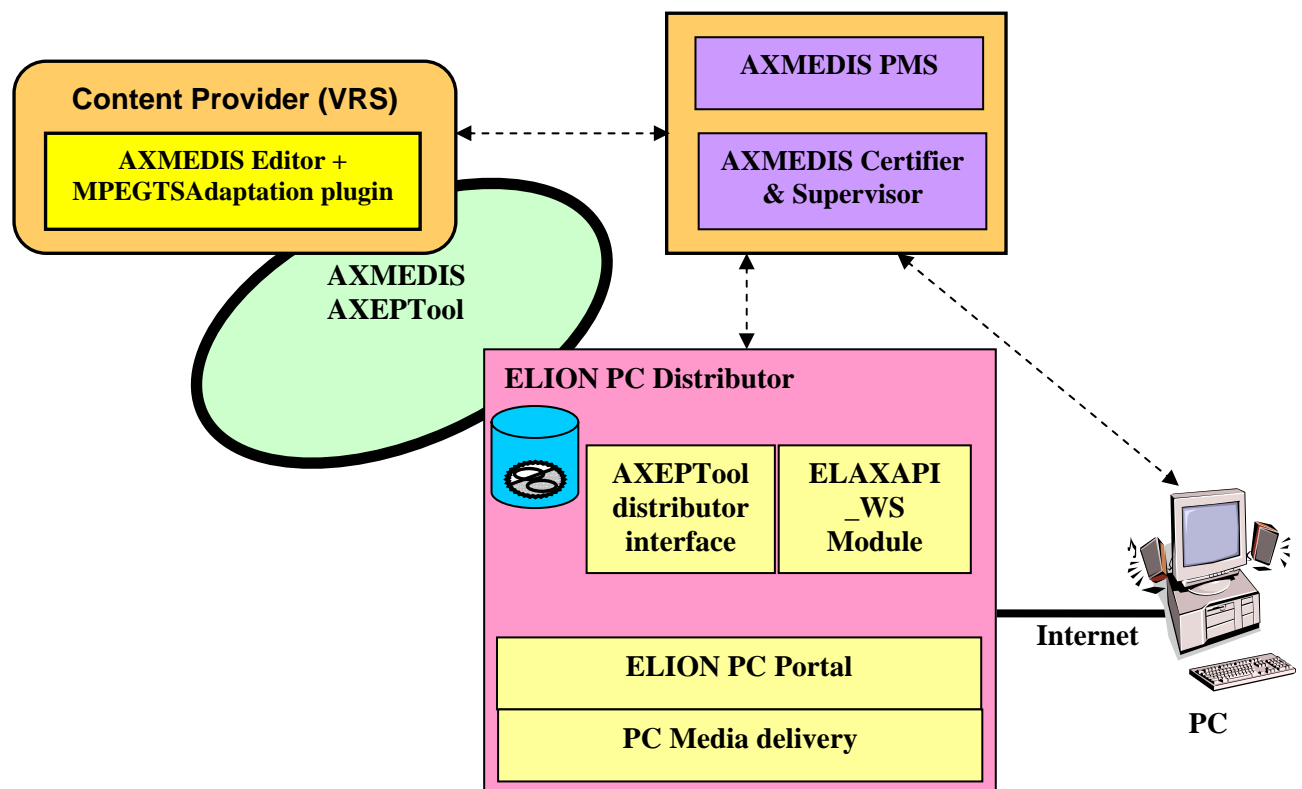 Content Provider (VRS)
AXMEDIS Editor +
MPEGTSAdaptation plugin
AXMEDIS PMS
AXMEDIS Certifier
& Supervisor
AXMEDIS
AXEPTool
ELION PC Distributor
AXEPTool
distributor
interface
ELAXAPI
_WS
Module
ELION PC Portal
PC Media delivery
Internet
PC